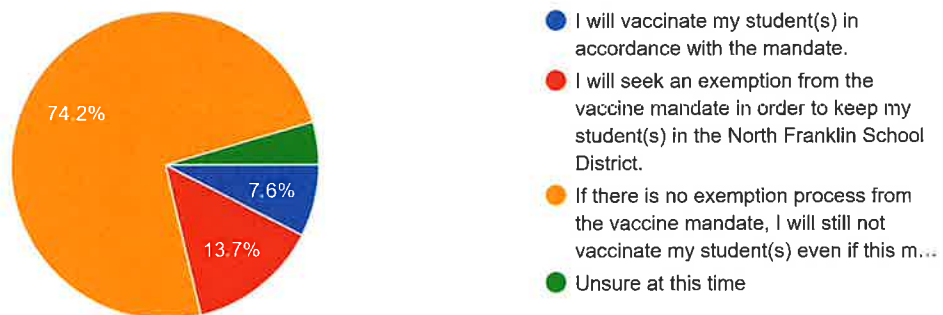 74.2%
7.6%
13.7%
I will vaccinate my student(s) in
accordance with the mandate.
I will seek an exemption from the
vaccine mandate in order to keep my
student(s) in the North Franklin School
District.
If there is no exemption process from
the vaccine mandate, I will still not
vaccinate my student(s) even if this m...
Unsure at this time